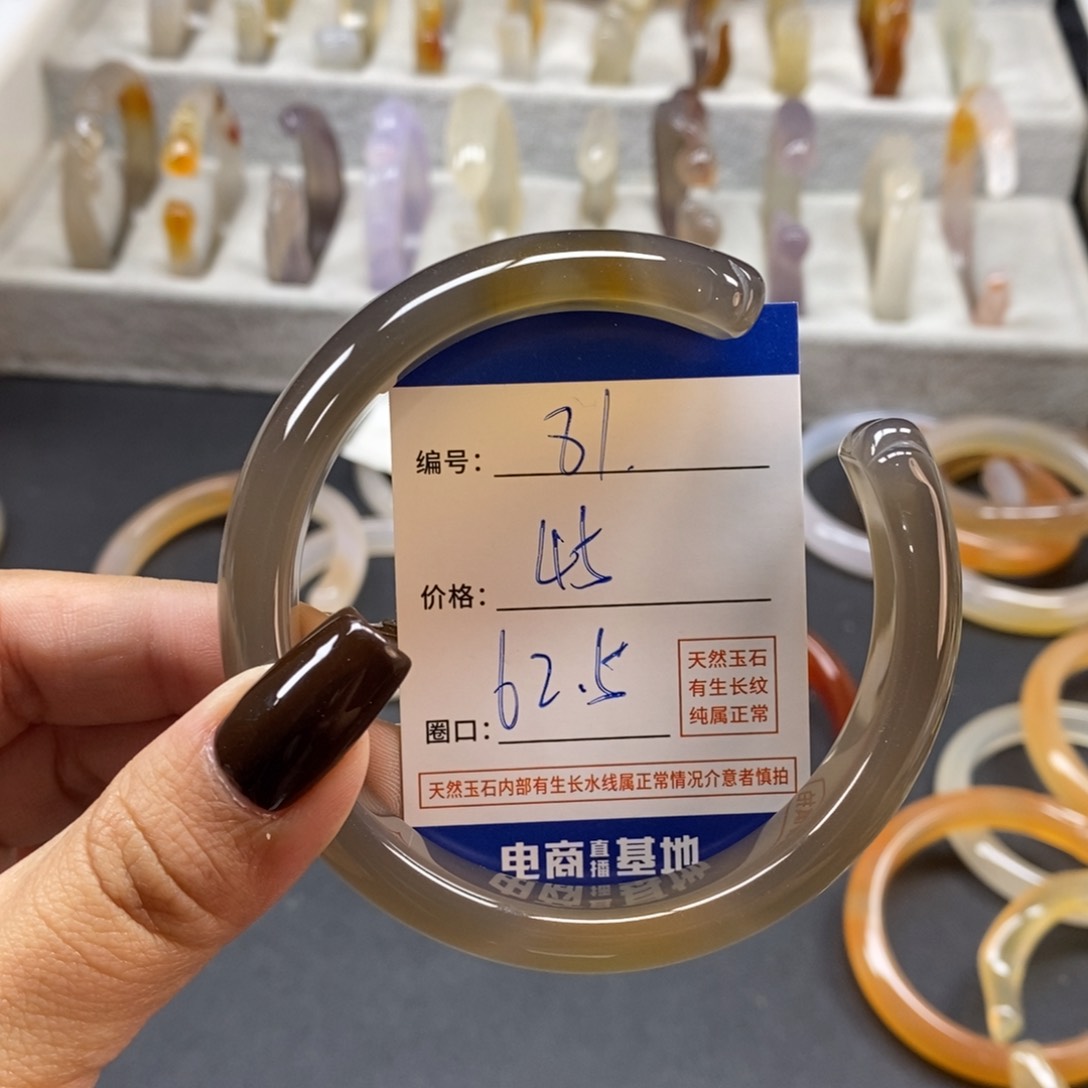 编号： 31.
价格： 45
圈口： 62.5
天然玉石
有生长纹
纯属正常
天然玉石内部有生长水线属正常情况介意者慎拍
电商直播基地